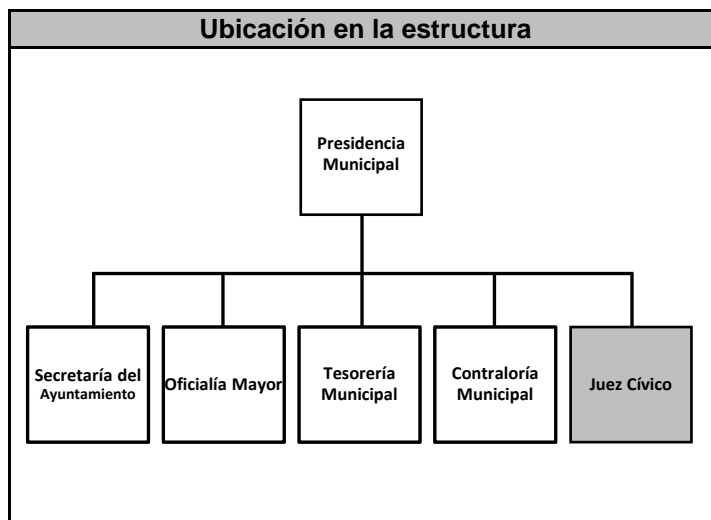 Ubicación en la estructura
Presidencia
Municipal
Secretaría del
Ayuntamiento
Oficialía Mayor
Tesorería
Municipal
Contraloría
Municipal
Juez Cívico